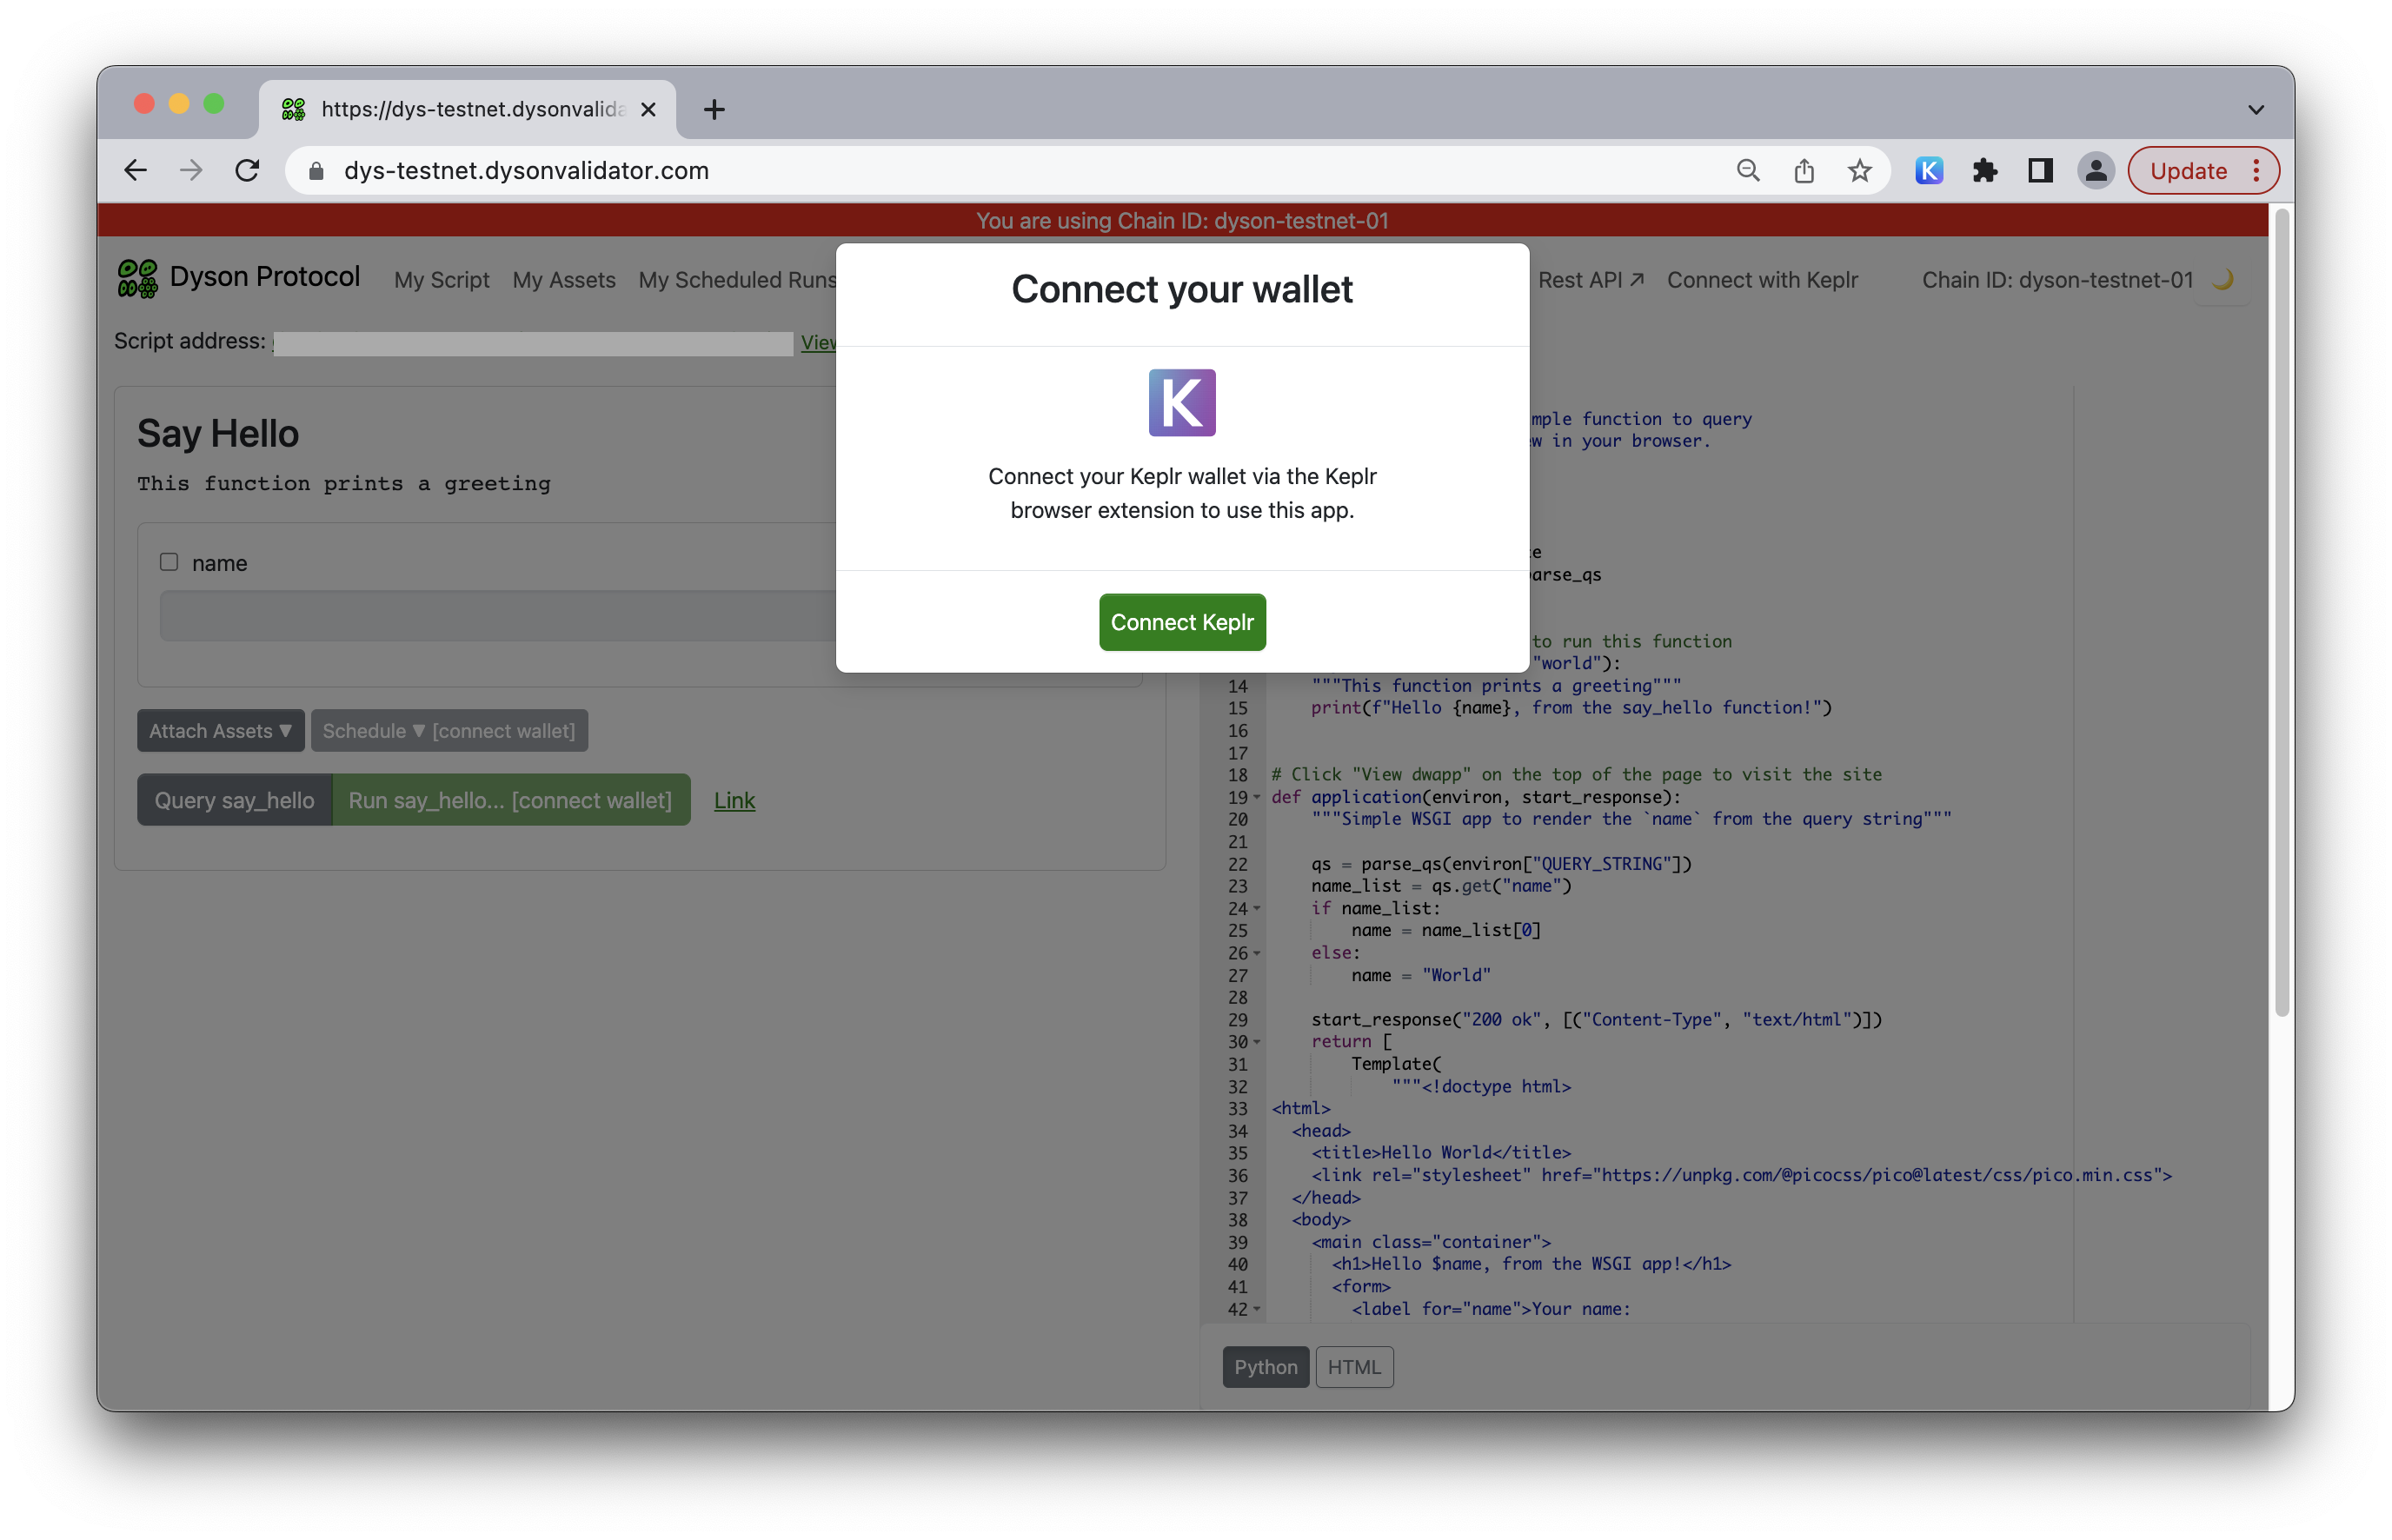 https://dys-testnet.dysonvalida
dys-testnet.dysonvalidator.com
Update
You are using Chain ID: dyson-testnet-01
Dyson Protocol My Script My Assets My Scheduled Runs Rest API ↗ Connect with Keplr Chain ID: dyson-testnet-01
Script address: View
Connect your wallet
K
Connect your Keplr wallet via the Keplr
browser extension to use this app.
Connect Keplr
Say Hello
This function prints a greeting
name
Attach Assets ▼ Schedule ▼ [connect wallet]
Query say_hello Run say_hello... [connect wallet] Link
mple function to query
in your browser.
arse_qs
to run this function
"world"):
14 """This function prints a greeting"""
15 print(f"Hello {name}, from the say_hello function!")
16
17
18 # Click "View dwapp" on the top of the page to visit the site
19 def application(environ, start_response):
20 """Simple WSGI app to render the `name` from the query string"""
21
22 qs = parse_qs(environ["QUERY_STRING"])
23 name_list = qs.get("name")
24 if name_list:
25 name = name_list[0]
26 else:
27 name = "World"
28
29 start_response("200 ok", [("Content-Type", "text/html")])
30 return [
31 Template(
32 """<!doctype html>
33 <html>
34 <head>
35 <title>Hello World</title>
36 <link rel="stylesheet" href="https://unpkg.com/@picocss/pico@latest/css/pico.min.css">
37 </head>
38 <body>
39 <main class="container">
40 <h1>Hello $name, from the WSGI app!</h1>
41 <form>
42 <label for="name">Your name:
Python HTML